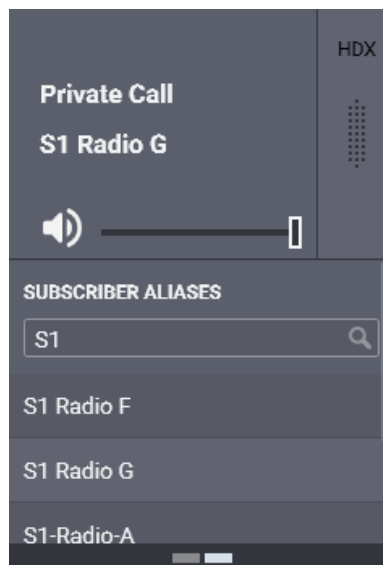 HDX
Private Call
S1 Radio G
SUBSCRIBER ALIASES
S1
S1 Radio F
S1 Radio G
S1-Radio-A